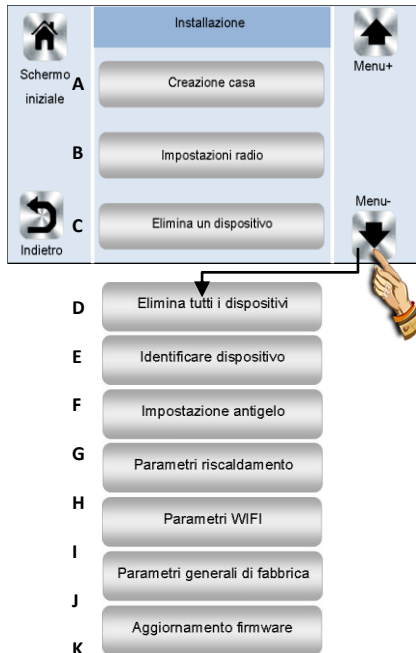 Installazione
Schermo
iniziale
Menu+
A
Creazione casa
B
Impostazioni radio
C
Elimina un dispositivo
Menu-
Indietro
D
Elimina tutti i dispositivi
E
Identificare dispositivo
F
Impostazione antigelo
G
Parametri riscaldamento
H
Parametri WIFI
I
Parametri generali di fabbrica
J
Aggiornamento firmware
K